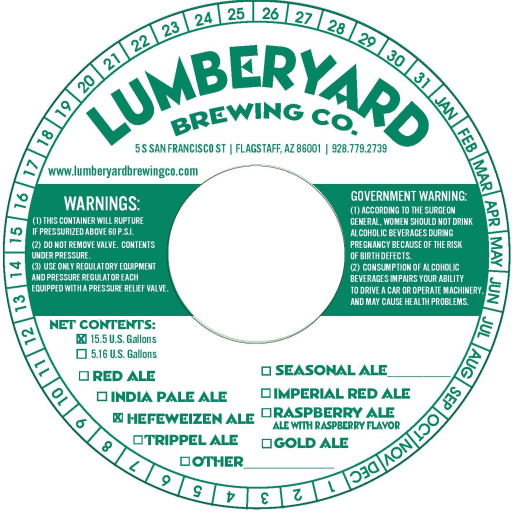 LUMBERYARD
BREWING CO.
5 S SAN FRANCISCO ST | FLAGSTAFF, AZ 86001 | 928.779.2739
www.lumberyardbrewingco.com
WARNINGS:
(1) THIS CONTAINER WILL RUPTURE
IF PRESSURIZED ABOVE 60 P.S.I.
(2) DO NOT REMOVE VALVE. CONTENTS
UNDER PRESSURE.
(3) USE ONLY REGULATORY EQUIPMENT
AND PRESSURE REGULATOR EACH
EQUIPPED WITH A PRESSURE RELIEF VALVE.
GOVERNMENT WARNING:
(1) ACCORDING TO THE SURGEON
GENERAL, WOMEN SHOULD NOT DRINK
ALCOHOLIC BEVERAGES DURING
PREGNANCY BECAUSE OF THE RISK
OF BIRTH DEFECTS.
(2) CONSUMPTION OF ALCOHOLIC
BEVERAGES IMPAIRS YOUR ABILITY
TO DRIVE A CAR OR OPERATE MACHINERY,
AND MAY CAUSE HEALTH PROBLEMS.
NET CONTENTS:
☒ 15.5 U.S. Gallons
☐ 5.16 U.S. Gallons
☐ RED ALE
☐ INDIA PALE ALE
☒ HEFEWEIZEN ALE
☐ TRIPPEL ALE
☐ OTHER____________
☐ SEASONAL ALE________
☐ IMPERIAL RED ALE
☐ RASPBERRY ALE
ALE WITH RASPBERRY FLAVOR
☐ GOLD ALE
1 2 3 4 5 6 7 8 9 10 11 12 13 14 15 16 17 18 19 20 21 22 23 24 25 26 27 28 29 30 31 JAN FEB MAR APR MAY JUN JUL AUG SEP OCT NOV DEC